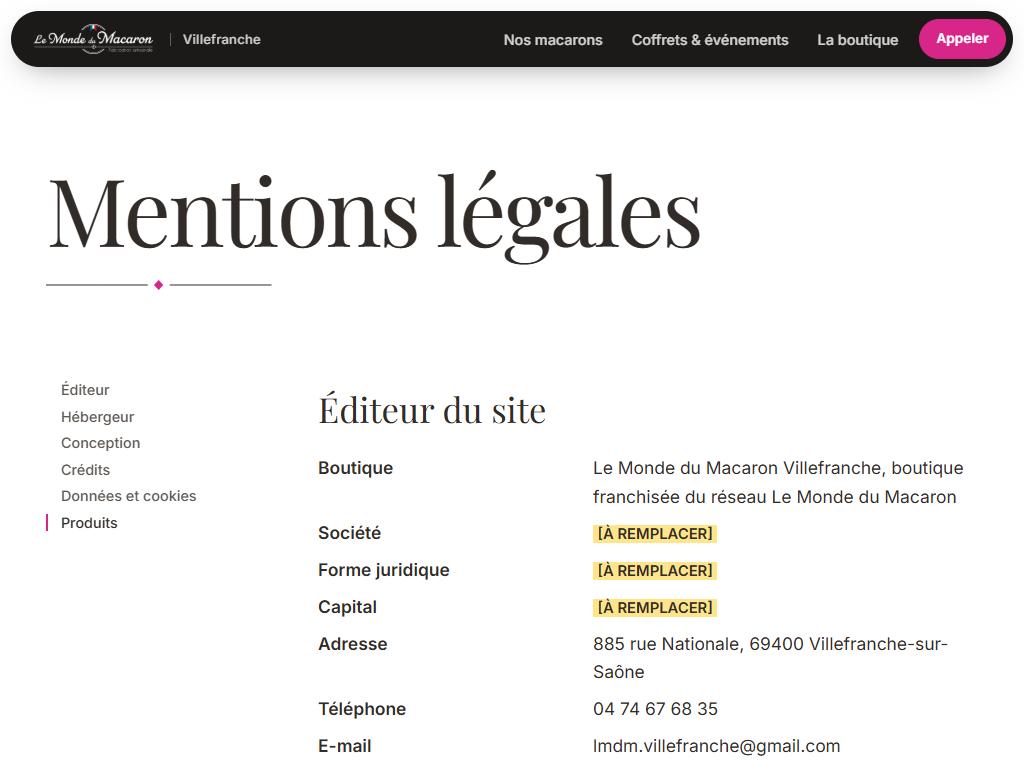 Le Monde du Macaron
Fabrication artisanale
Villefranche
Nos macarons
Coffrets & événements
La boutique
Appeler
Mentions légales
Éditeur
Hébergeur
Conception
Crédits
Données et cookies
Produits
Éditeur du site
Boutique
Le Monde du Macaron Villefranche, boutique
franchisée du réseau Le Monde du Macaron
Société
[À REMPLACER]
Forme juridique
[À REMPLACER]
Capital
[À REMPLACER]
Adresse
885 rue Nationale, 69400 Villefranche-sur-
Saône
Téléphone
04 74 67 68 35
E-mail
lmdm.villefranche@gmail.com